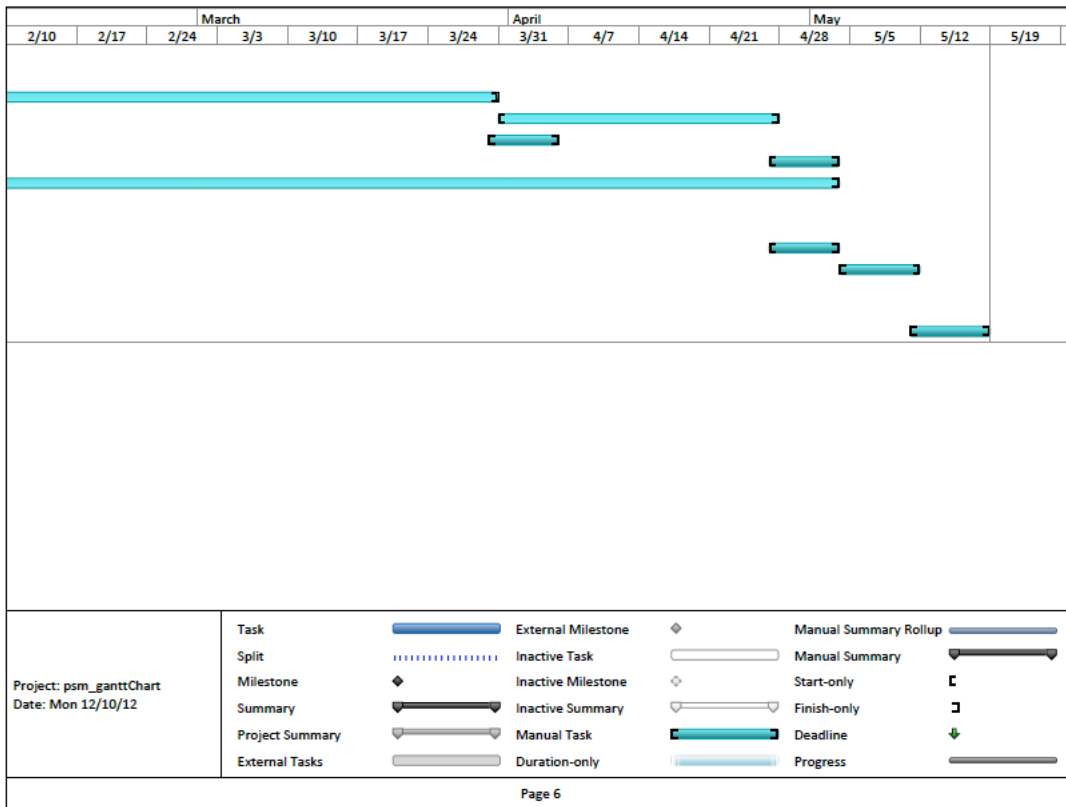 March April May
2/10 2/17 2/24 3/3 3/10 3/17 3/24 3/31 4/7 4/14 4/21 4/28 5/5 5/12 5/19
Project: psm_ganttChart
Date: Mon 12/10/12
Task
Split
Milestone
Summary
Project Summary
External Tasks
External Milestone
Inactive Task
Inactive Milestone
Inactive Summary
Manual Task
Duration-only
Manual Summary Rollup
Manual Summary
Start-only
Finish-only
Deadline
Progress
Page 6